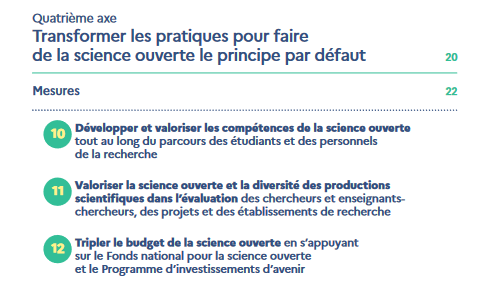 Quatrième axe
Transformer les pratiques pour faire
de la science ouverte le principe par défaut 20
Mesures 22
10 Développer et valoriser les compétences de la science ouverte
tout au long du parcours des étudiants et des personnels
de la recherche
11 Valoriser la science ouverte et la diversité des productions
scientifiques dans l'évaluation des chercheurs et enseignants-
chercheurs, des projets et des établissements de recherche
12 Tripler le budget de la science ouverte en s'appuyant
sur le Fonds national pour la science ouverte
et le Programme d'investissements d'avenir